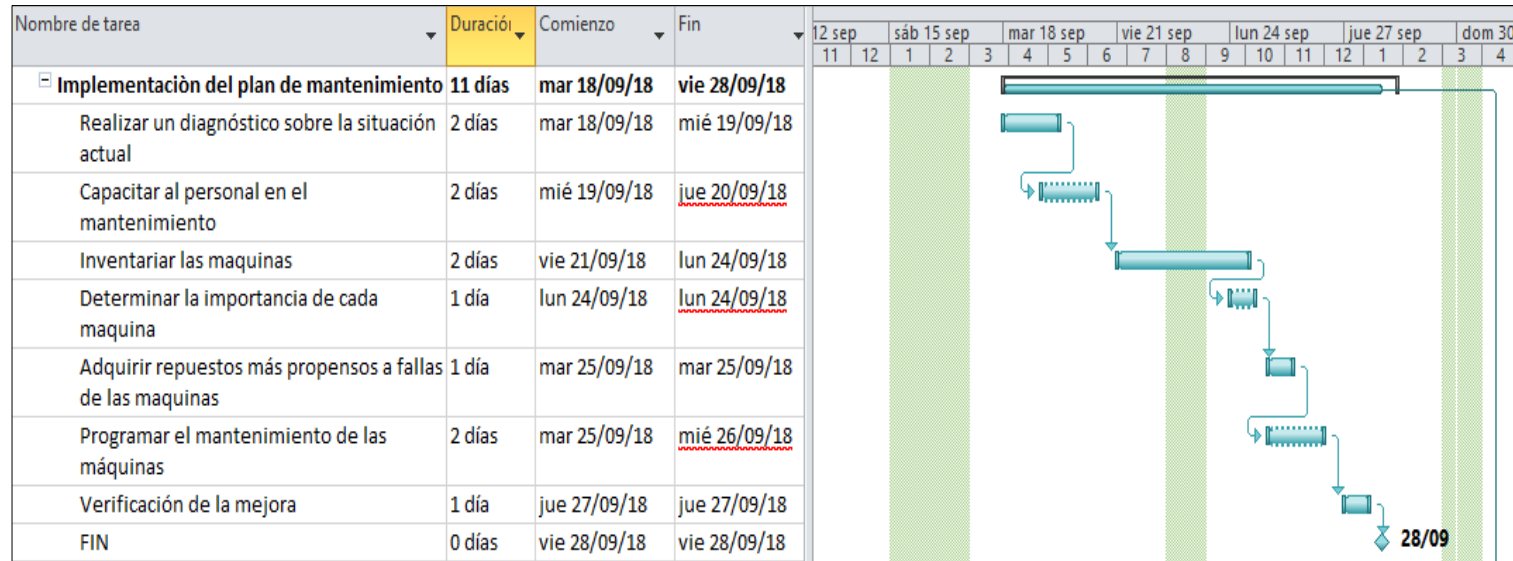 Nombre de tarea Duració Comienzo Fin
12 sep sáb 15 sep mar 18 sep vie 21 sep lun 24 sep jue 27 sep dom 30
11 12 1 2 3 4 5 6 7 8 9 10 11 12 1 2 3 4
Implementaciòn del plan de mantenimiento 11 días mar 18/09/18 vie 28/09/18
Realizar un diagnóstico sobre la situación 2 días mar 18/09/18 mié 19/09/18
actual
Capacitar al personal en el 2 días mié 19/09/18 jue 20/09/18
mantenimiento
Inventariar las maquinas 2 días vie 21/09/18 lun 24/09/18
Determinar la importancia de cada 1 día lun 24/09/18 lun 24/09/18
maquina
Adquirir repuestos más propensos a fallas 1 día mar 25/09/18 mar 25/09/18
de las maquinas
Programar el mantenimiento de las 2 días mar 25/09/18 mié 26/09/18
máquinas
Verificación de la mejora 1 día jue 27/09/18 jue 27/09/18
FIN 0 días vie 28/09/18 vie 28/09/18 28/09